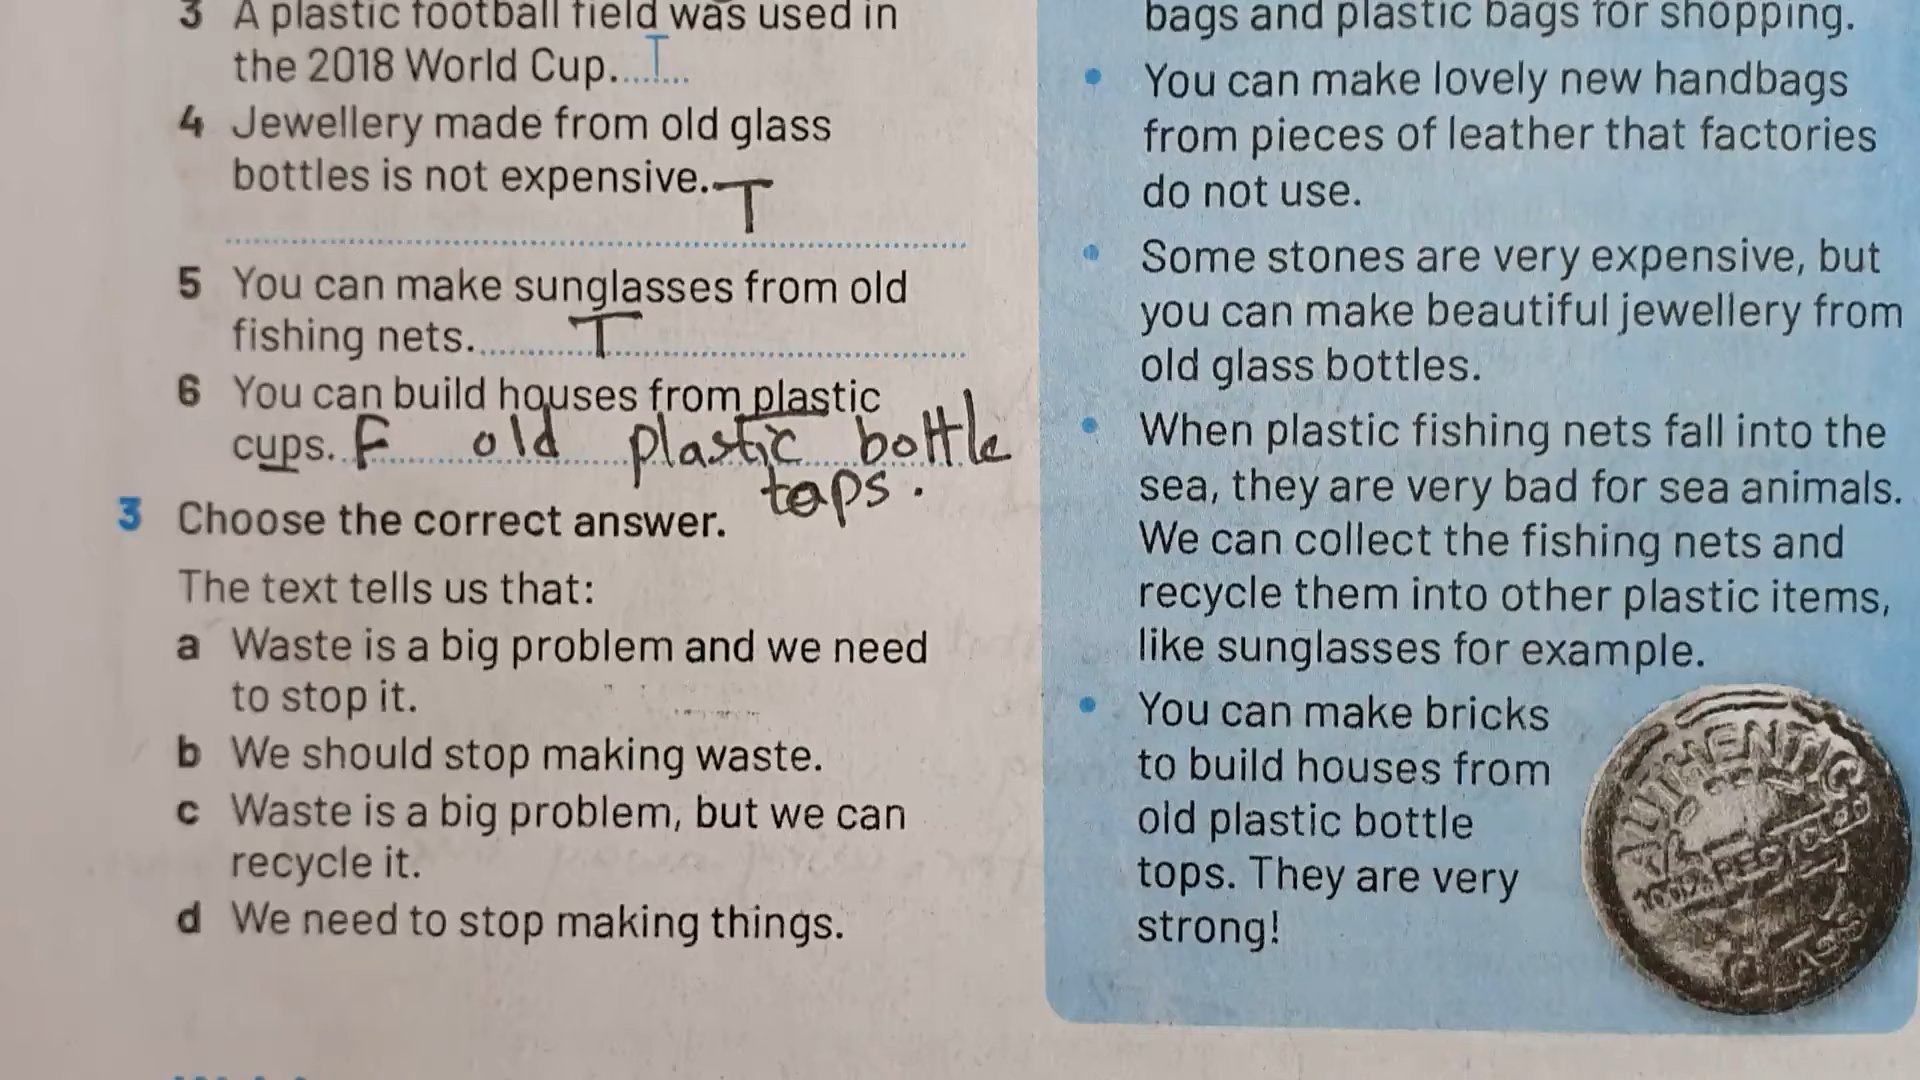 3 A plastic football field was used in
the 2018 World Cup....T...
4 Jewellery made from old glass
bottles is not expensive. T
5 You can make sunglasses from old
fishing nets. T
6 You can build houses from plastic
cups. F old plastic bottle
taps.
3 Choose the correct answer.
The text tells us that:
a Waste is a big problem and we need
to stop it.
b We should stop making waste.
c Waste is a big problem, but we can
recycle it.
d We need to stop making things.
bags and plastic bags for shopping.
• You can make lovely new handbags
from pieces of leather that factories
do not use.
• Some stones are very expensive, but
you can make beautiful jewellery from
old glass bottles.
• When plastic fishing nets fall into the
sea, they are very bad for sea animals.
We can collect the fishing nets and
recycle them into other plastic items,
like sunglasses for example.
• You can make bricks
to build houses from
old plastic bottle
tops. They are very
strong!
AUTHENTIC
100% RECYCLED
GLASS